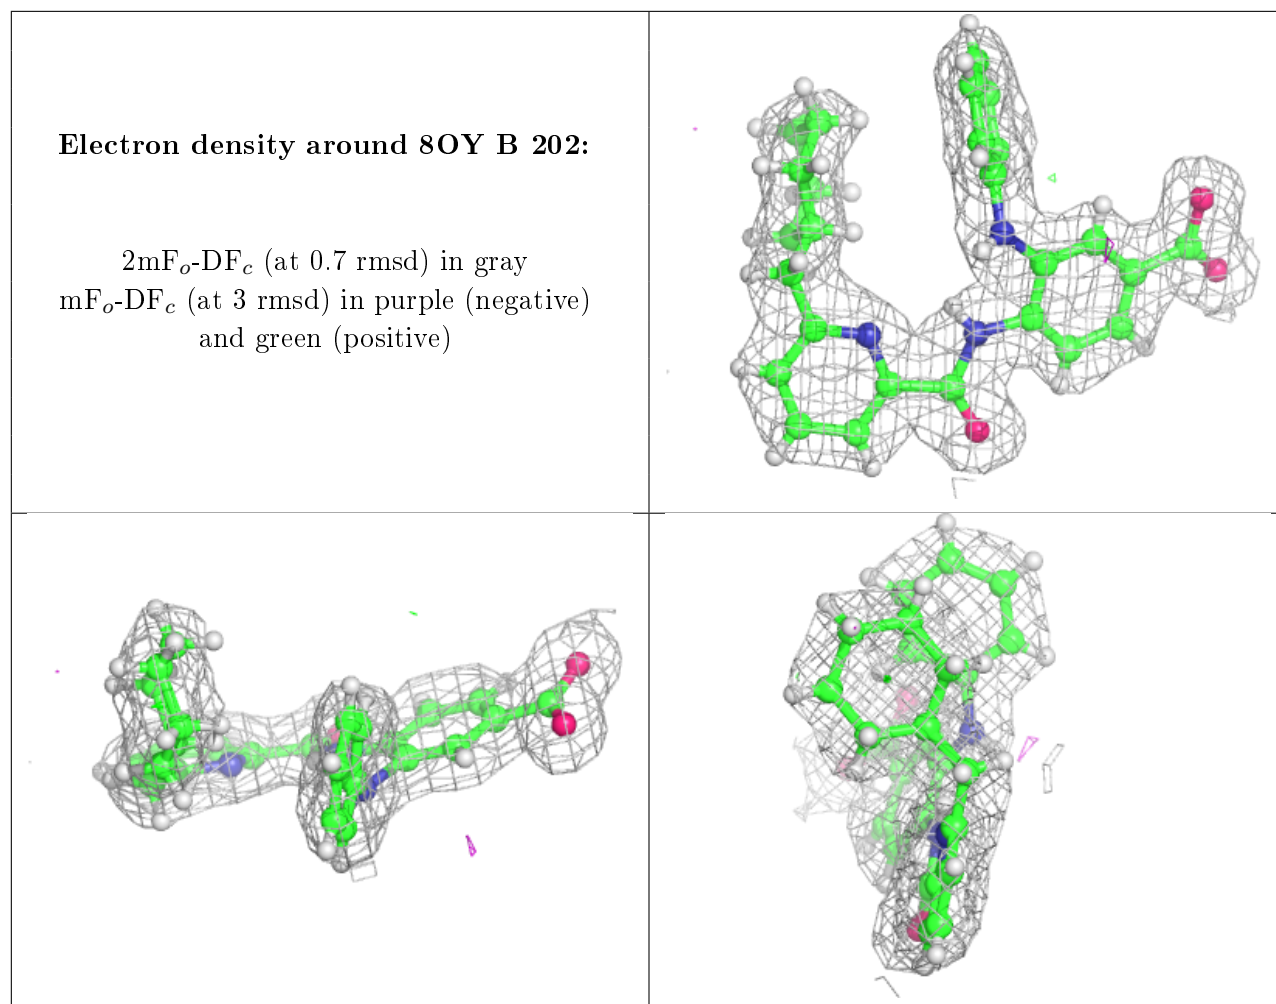 Electron density around 8OY B 202:
2mFo-DFc (at 0.7 rmsd) in gray
mFo-DFc (at 3 rmsd) in purple (negative)
and green (positive)